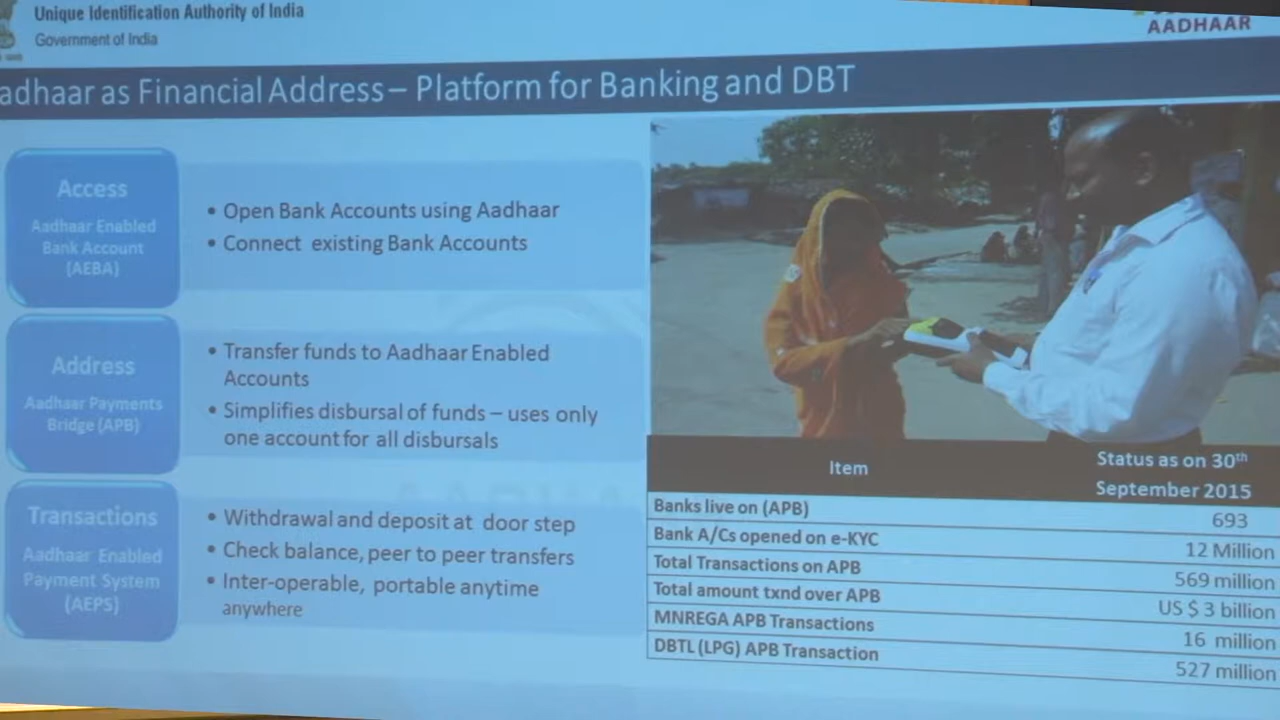 Unique Identification Authority of India
Government of India
AADHAAR
adhaar as Financial Address – Platform for Banking and DBT
Access
Aadhaar Enabled
Bank Account
(AEBA)
• Open Bank Accounts using Aadhaar
• Connect existing Bank Accounts
Address
Aadhaar Payments
Bridge (APB)
• Transfer funds to Aadhaar Enabled
Accounts
• Simplifies disbursal of funds – uses only
one account for all disbursals
Transactions
Aadhaar Enabled
Payment System
(AEPS)
• Withdrawal and deposit at door step
• Check balance, peer to peer transfers
• Inter-operable, portable anytime
anywhere
Item
Status as on 30th
September 2015
Banks live on (APB) 693
Bank A/Cs opened on e-KYC 12 Million
Total Transactions on APB 569 million
Total amount txnd over APB US $ 3 billion
MNREGA APB Transactions 16 million
DBTL (LPG) APB Transaction 527 million